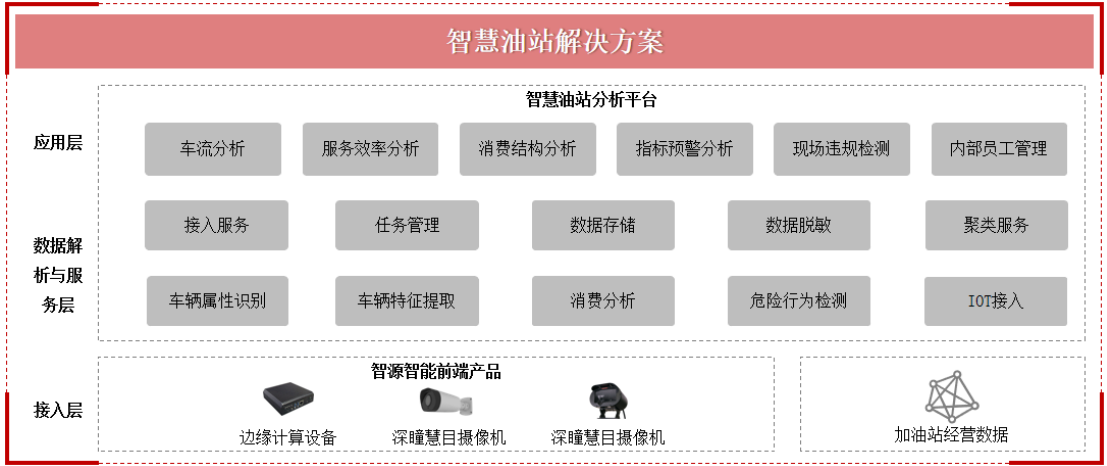 智慧油站解决方案
智慧油站分析平台
应用层
车流分析
服务效率分析
消费结构分析
指标预警分析
现场违规检测
内部员工管理
数据解
析与服
务层
接入服务
任务管理
数据存储
数据脱敏
聚类服务
车辆属性识别
车辆特征提取
消费分析
危险行为检测
IOT接入
接入层
智源智能前端产品
边缘计算设备
深瞳慧目摄像机
深瞳慧目摄像机
加油站经营数据